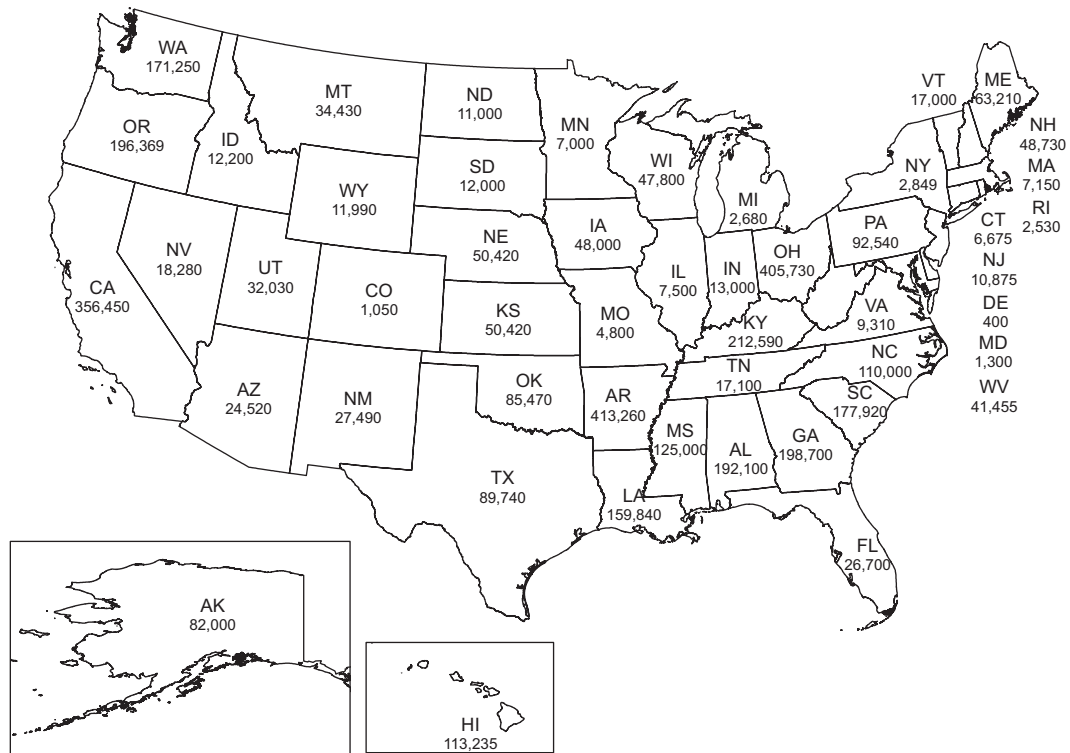 WA
171,250
MT
34,430
ND
11,000
MN
7,000
VT
17,000
ME
63,210
OR
196,369
ID
12,200
SD
12,000
WI
47,800
NY
2,849
NH
48,730
MA
7,150
WY
11,990
MI
2,680
RI
2,530
IA
48,000
PA
92,540
CT
6,675
NV
18,280
NE
50,420
OH
405,730
NJ
10,875
UT
32,030
IL
7,500
IN
13,000
CA
356,450
CO
1,050
KS
50,420
MO
4,800
VA
9,310
DE
400
KY
212,590
MD
1,300
NC
110,000
TN
17,100
WV
41,455
AZ
24,520
NM
27,490
OK
85,470
AR
413,260
SC
177,920
MS
125,000
AL
192,100
GA
198,700
TX
89,740
LA
159,840
FL
26,700
AK
82,000
HI
113,235